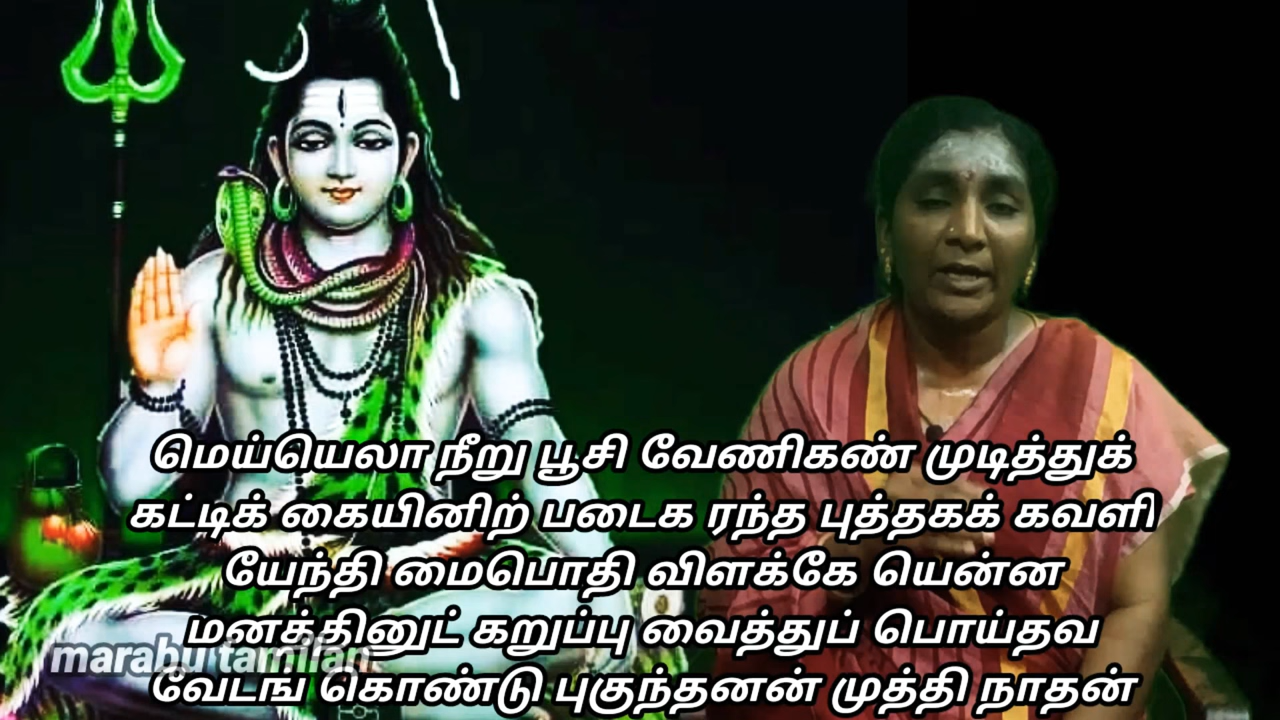 மெய்யெலா நீறு பூசி வேணிகண் முடித்துக்
கட்டிக் கையினிற் படைக ரந்த புத்தகக் கவளி
யேந்தி மைபொதி விளக்கே யென்ன
மனத்தினுட் கறுப்பு வைத்துப் பொய்தவ
வேடங் கொண்டு புகுந்தனன் முத்தி நாதன்
marabu tamilan